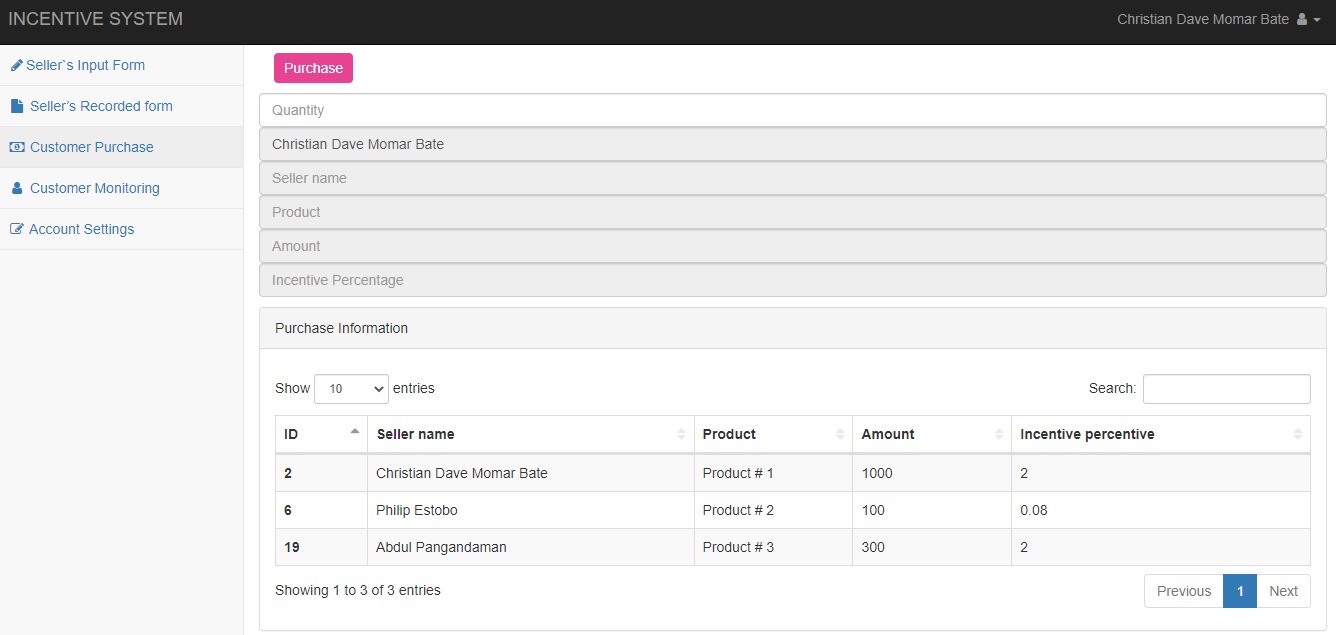 INCENTIVE SYSTEM
Christian Dave Momar Bate
Seller`s Input Form
Seller's Recorded form
Customer Purchase
Customer Monitoring
Account Settings
Purchase
Quantity
Christian Dave Momar Bate
Seller name
Product
Amount
Incentive Percentage
Purchase Information
Show 10 entries
Search:
ID Seller name Product Amount Incentive percentive
2 Christian Dave Momar Bate Product # 1 1000 2
6 Philip Estobo Product # 2 100 0.08
19 Abdul Pangandaman Product # 3 300 2
Showing 1 to 3 of 3 entries
Previous 1 Next